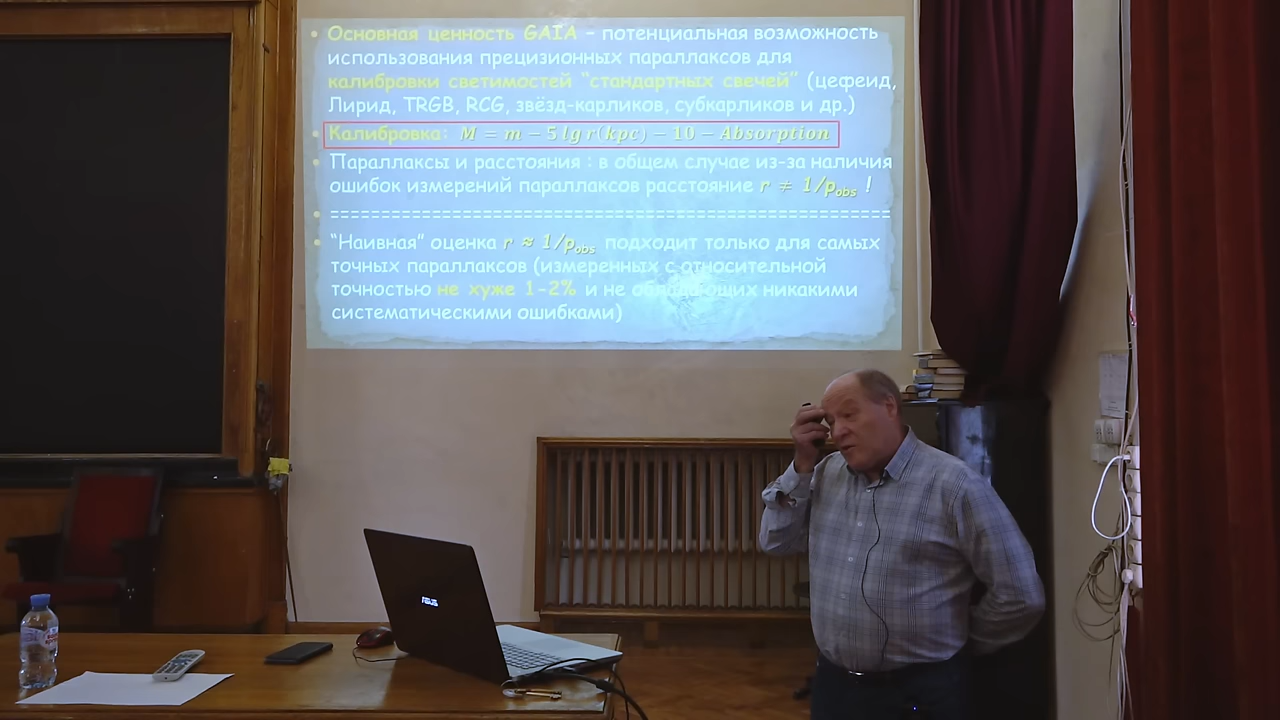 • Основная ценность GAIA – потенциальная возможность
использования прецизионных параллаксов для
калибровки светимостей “стандартных свечей” (цефеид,
Лирид, TRGB, RCG, звёзд-карликов, субкарликов и др.)
• Калибровка: M = m − 5 lg r(kpc) − 10 − Absorption
• Параллаксы и расстояния : в общем случае из-за наличия
ошибок измерений параллаксов расстояние r ≠ 1/pobs !
• =======================================================
• “Наивная” оценка r ≈ 1/pobs подходит только для самых
точных параллаксов (измеренных с относительной
точностью не хуже 1-2% и не обладающих никакими
систематическими ошибками)
ASUS